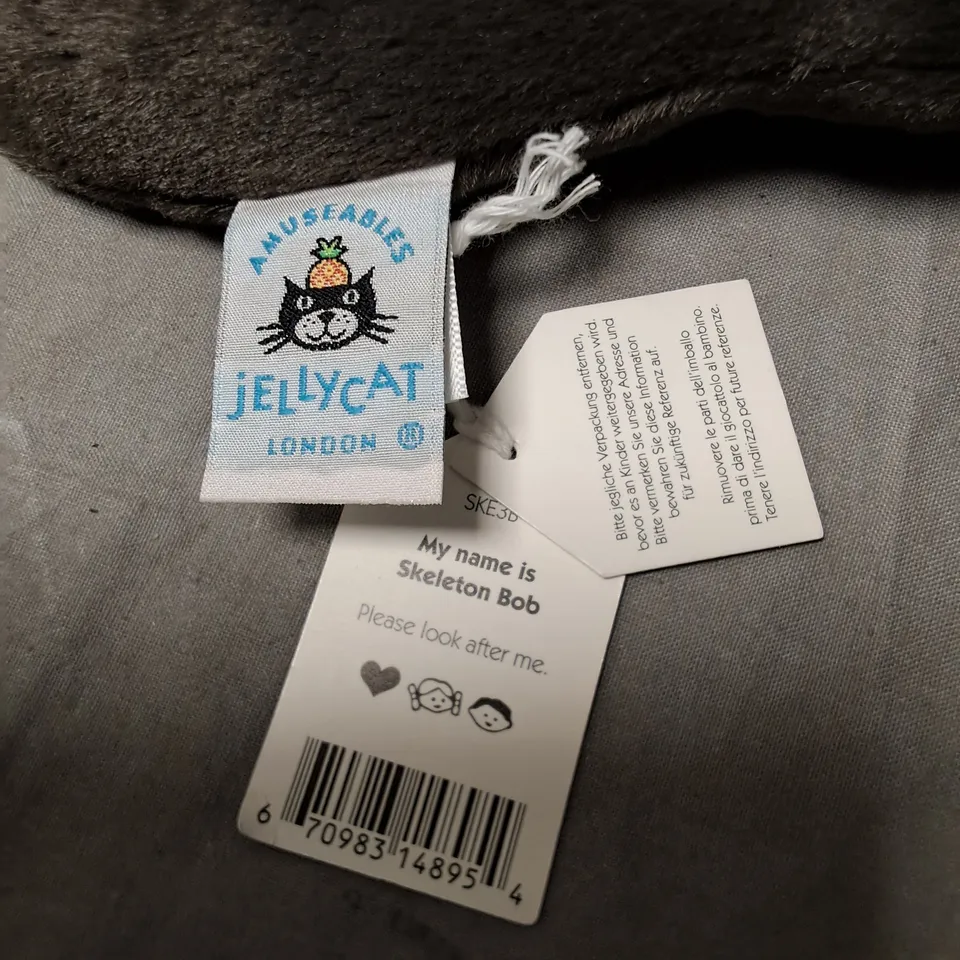 AMUSEABLES
JELLYCAT
LONDON ®
SKE3B
My name is
Skeleton Bob
Please look after me.
6 70983 14895 4
Bitte jegliche Verpackung entfernen,
bevor es an Kinder weitergegeben wird.
Bitte vermerken Sie unsere Adresse und
bewahren Sie diese Information
für zukünftige Referenz auf.
Rimuovere le parti dell'imballo
prima di dare il giocattolo al bambino.
Tenere l'indirizzo per future referenze.